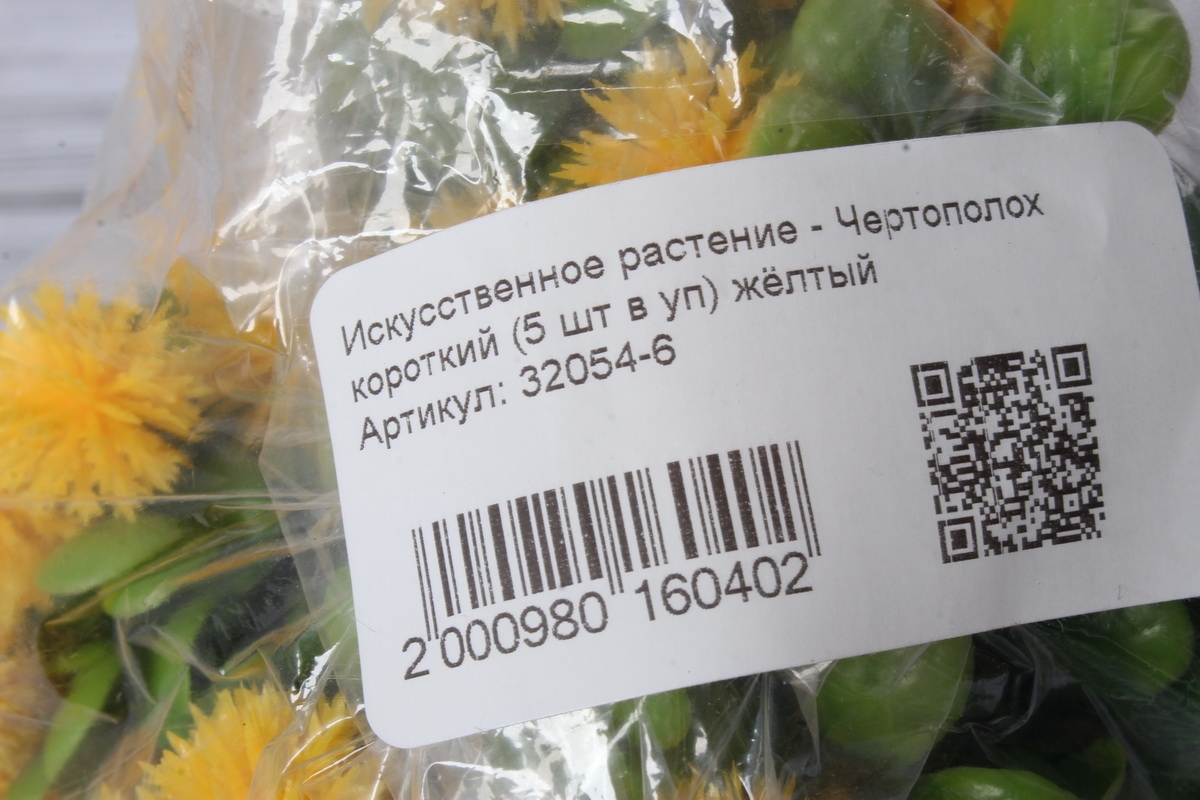 Искусственное растение - Чертополох
короткий (5 шт в уп) жёлтый
Артикул: 32054-6
2 000980 160402